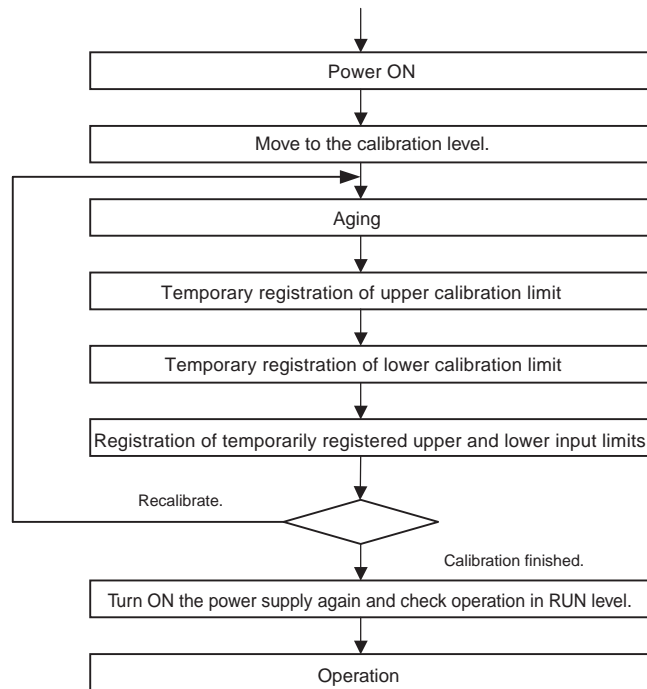 Power ON
Move to the calibration level.
Aging
Temporary registration of upper calibration limit
Temporary registration of lower calibration limit
Registration of temporarily registered upper and lower input limits
Recalibrate.
Calibration finished.
Turn ON the power supply again and check operation in RUN level.
Operation